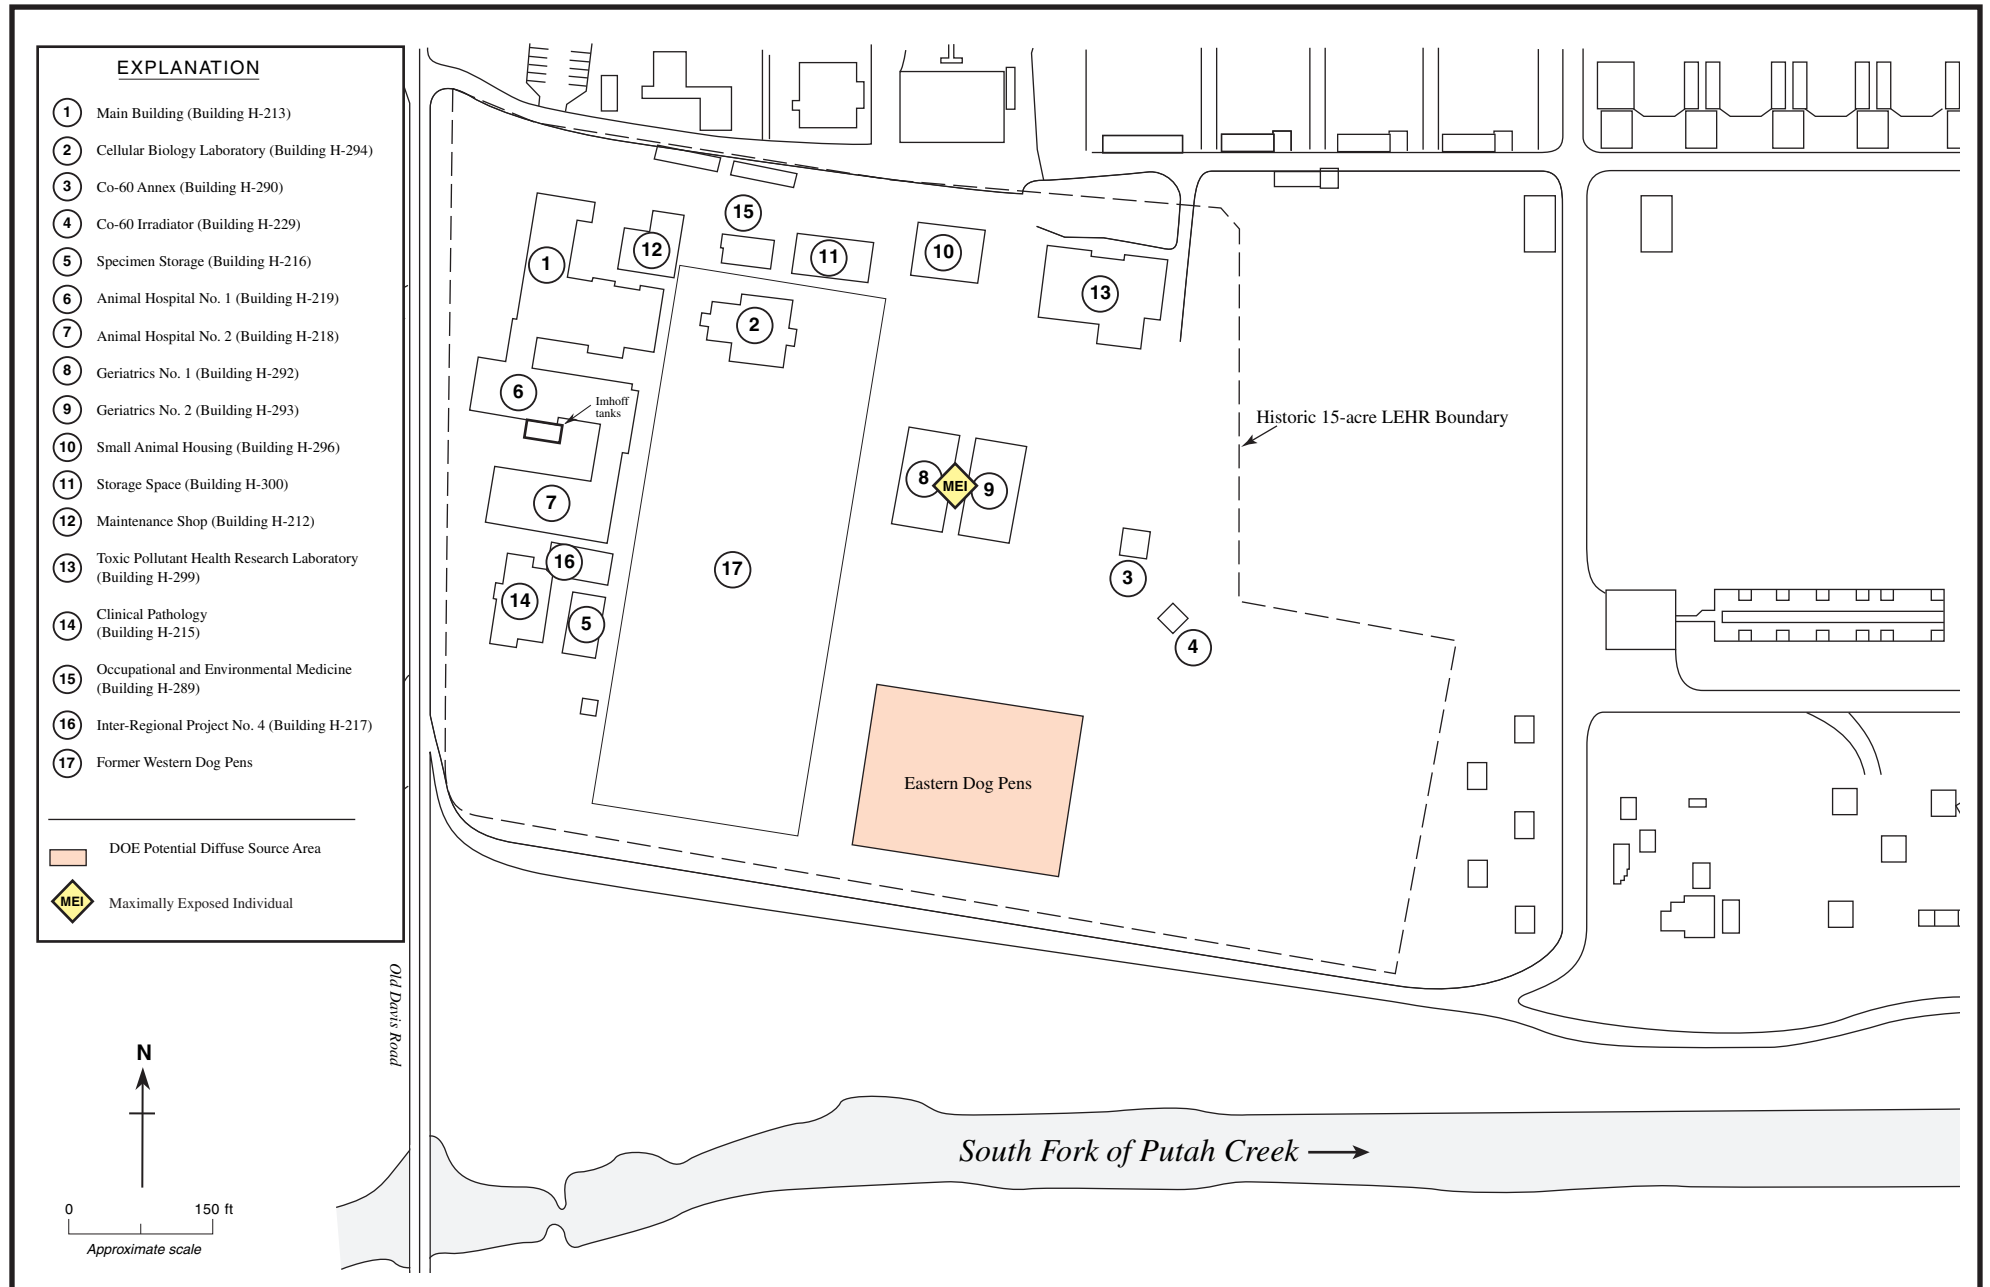 EXPLANATION
1 Main Building (Building H-213)
2 Cellular Biology Laboratory (Building H-294)
3 Co-60 Annex (Building H-290)
4 Co-60 Irradiator (Building H-229)
5 Specimen Storage (Building H-216)
6 Animal Hospital No. 1 (Building H-219)
7 Animal Hospital No. 2 (Building H-218)
8 Geriatrics No. 1 (Building H-292)
9 Geriatrics No. 2 (Building H-293)
10 Small Animal Housing (Building H-296)
11 Storage Space (Building H-300)
12 Maintenance Shop (Building H-212)
13 Toxic Pollutant Health Research Laboratory
(Building H-299)
14 Clinical Pathology
(Building H-215)
15 Occupational and Environmental Medicine
(Building H-289)
16 Inter-Regional Project No. 4 (Building H-217)
17 Former Western Dog Pens
DOE Potential Diffuse Source Area
MEI Maximally Exposed Individual
Old Davis Road
N
0 150 ft
Approximate scale
15
12
11
10
1
13
2
6
Imhoff
tanks
Historic 15-acre LEHR Boundary
8
MEI
9
7
16
17
3
14
5
4
Eastern Dog Pens
South Fork of Putah Creek